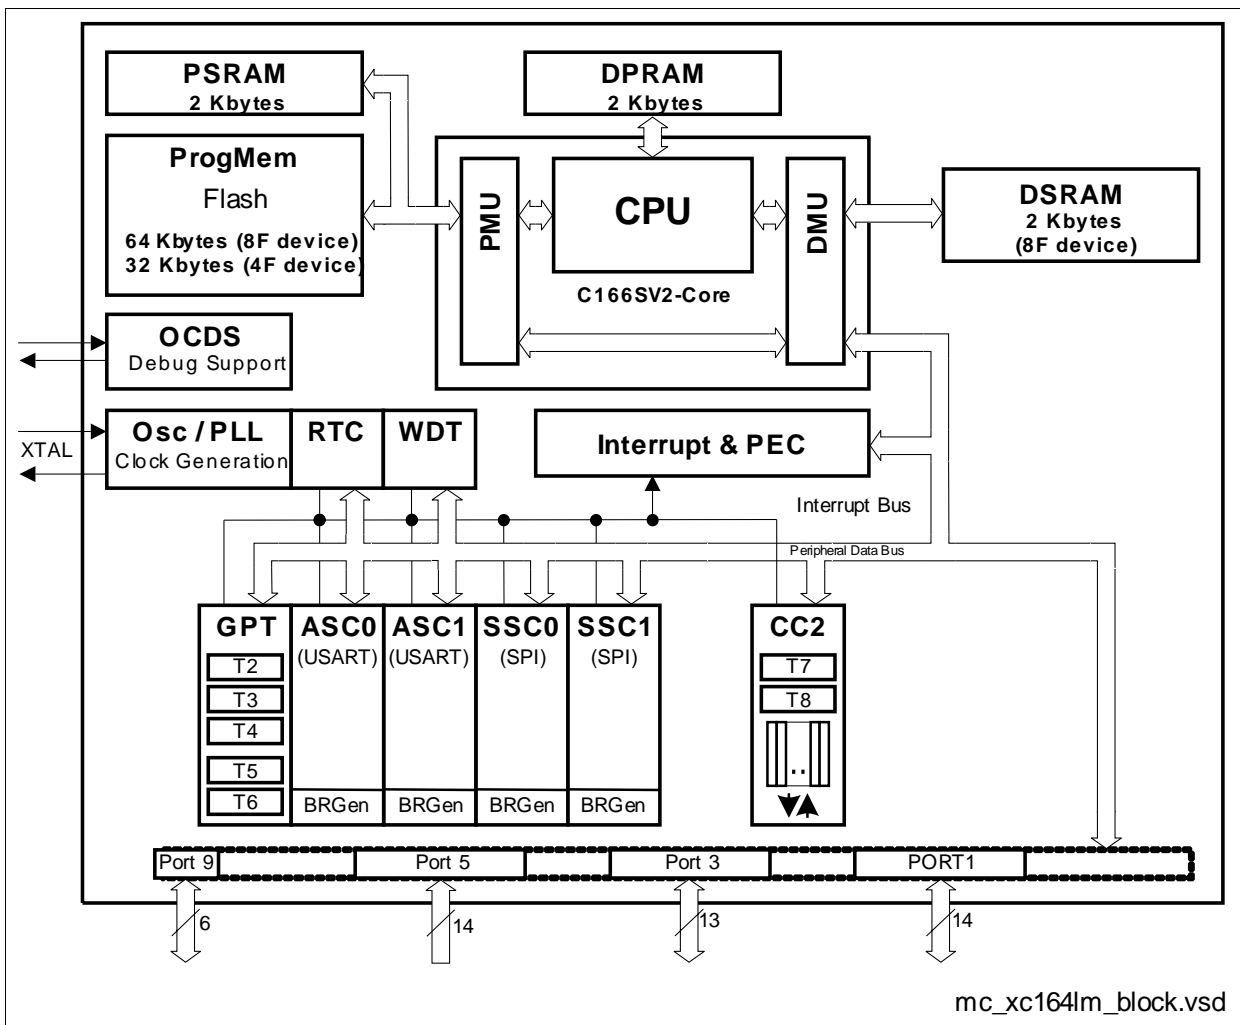 PSRAM
2 Kbytes
DPRAM
2 Kbytes
ProgMem
Flash
64 Kbytes (8F device)
32 Kbytes (4F device)
PMU
CPU
DMU
C166SV2-Core
DSRAM
2 Kbytes
(8F device)
OCDS
Debug Support
XTAL
Osc / PLL
Clock Generation
RTC
WDT
Interrupt & PEC
Interrupt Bus
Peripheral Data Bus
GPT
T2
T3
T4
T5
T6
ASC0
(USART)
BRGen
ASC1
(USART)
BRGen
SSC0
(SPI)
BRGen
SSC1
(SPI)
BRGen
CC2
T7
T8
..
Port 9
Port 5
Port 3
PORT1
6
14
13
14
mc_xc164lm_block.vsd